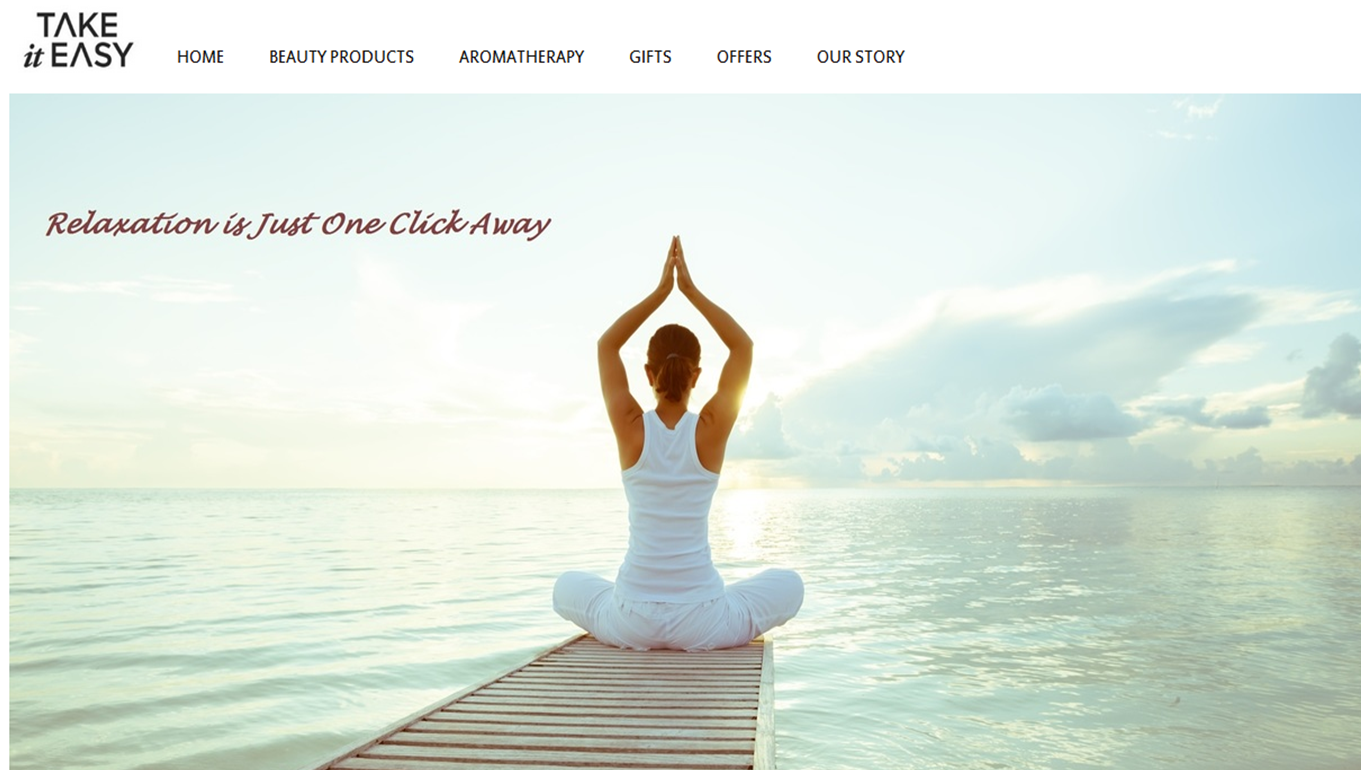 TAKE
it EASY
HOME BEAUTY PRODUCTS AROMATHERAPY GIFTS OFFERS OUR STORY
Relaxation is Just One Click Away